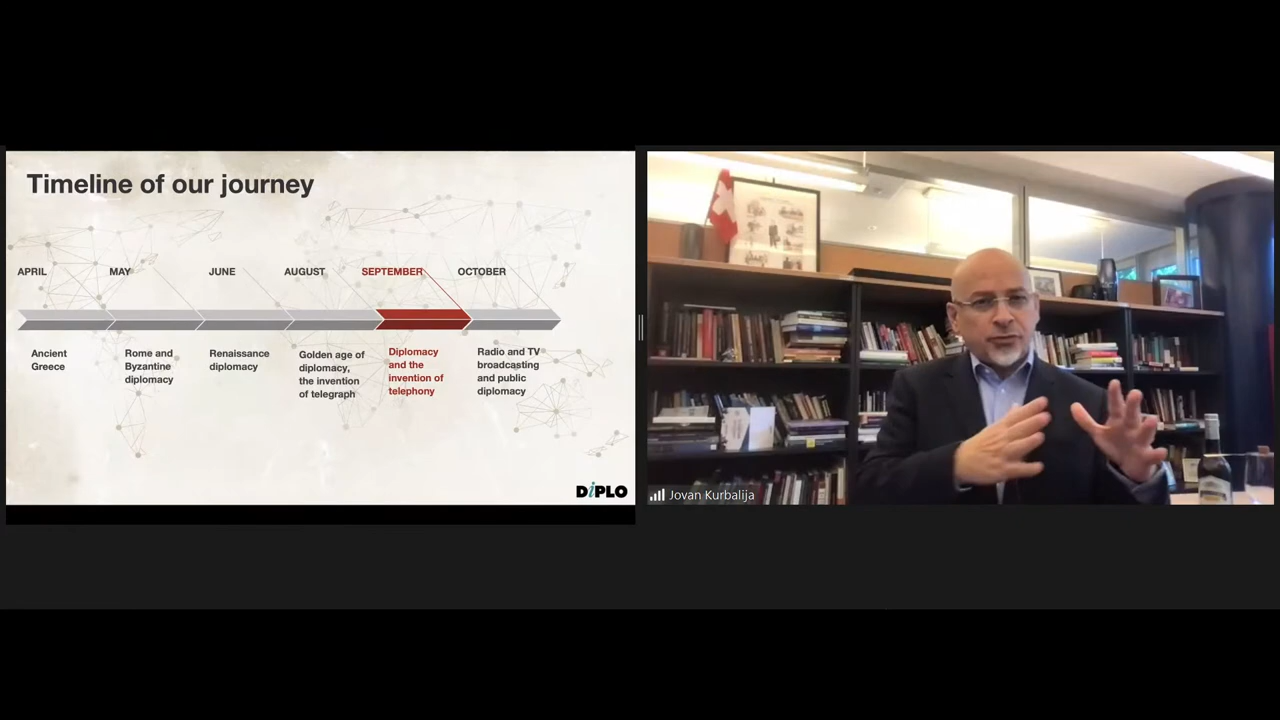 Timeline of our journey
APRIL
MAY
JUNE
AUGUST
SEPTEMBER
OCTOBER
Ancient
Greece
Rome and
Byzantine
diplomacy
Renaissance
diplomacy
Golden age of
diplomacy,
the invention
of telegraph
Diplomacy
and the
invention of
telephony
Radio and TV
broadcasting
and public
diplomacy
DiPLO
Jovan Kurbalija